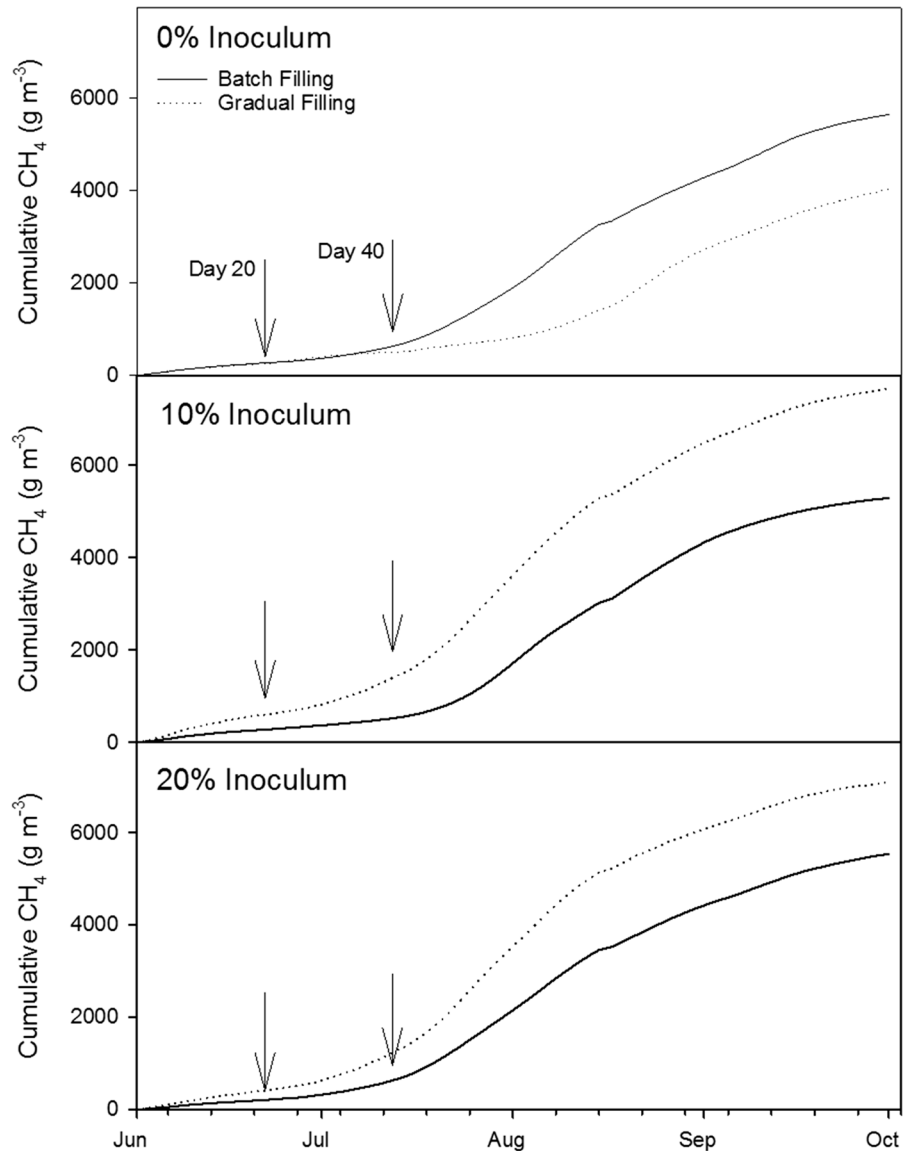 0% Inoculum
Batch Filling
Gradual Filling
Cumulative CH₄ (g m⁻³)
6000
4000
2000
0
Day 20
Day 40
10% Inoculum
Cumulative CH₄ (g m⁻³)
6000
4000
2000
0
20% Inoculum
Cumulative CH₄ (g m⁻³)
6000
4000
2000
0
Jun Jul Aug Sep Oct